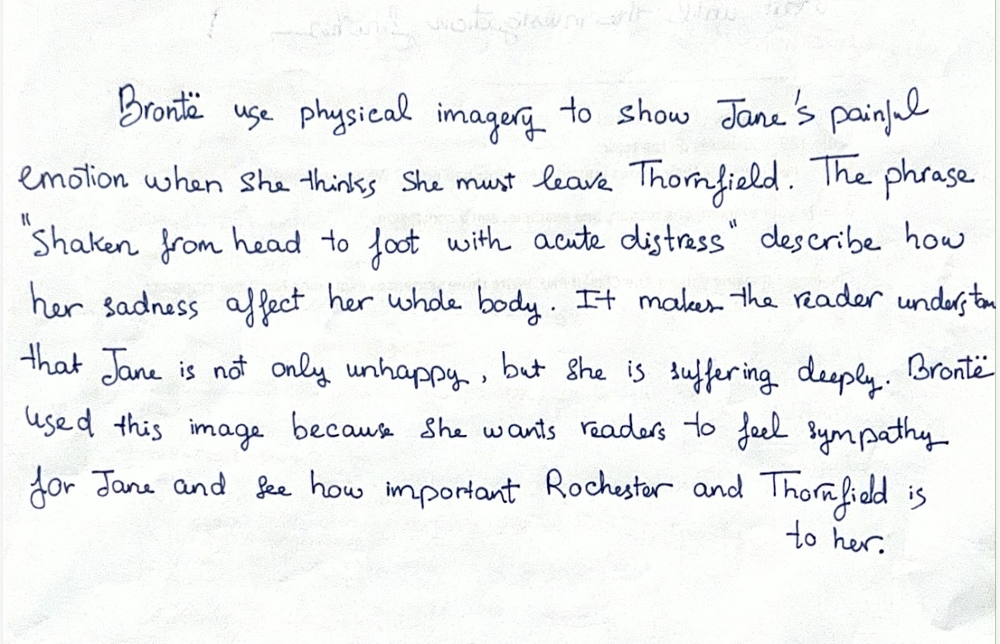 Brontë use physical imagery to show Jane's painful
emotion when she thinks she must leave Thornfield. The phrase
"Shaken from head to foot with acute distress" describe how
her sadness affect her whole body. It makes the reader understan
that Jane is not only unhappy, but she is suffering deeply. Brontë
used this image because she wants readers to feel sympathy
for Jane and see how important Rochester and Thornfield is
to her.